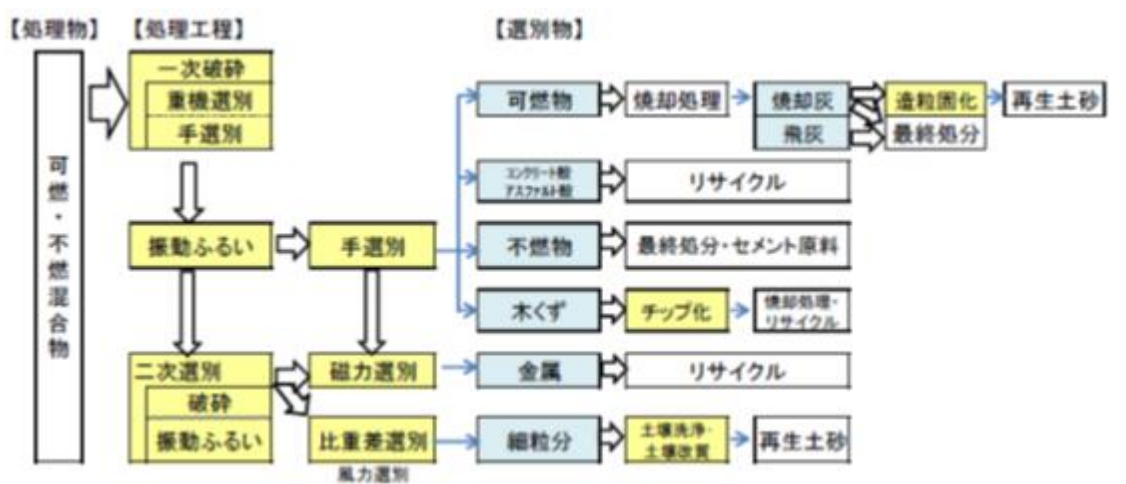 【処理物】
【処理工程】
【選別物】
可燃・不燃混合物
一次破砕
重機選別
手選別
振動ふるい
手選別
二次選別
破砕
振動ふるい
磁力選別
比重差選別
風力選別
可燃物
焼却処理
焼却灰
飛灰
造粒固化
最終処分
再生土砂
コンクリート殻
アスファルト殻
リサイクル
不燃物
最終処分・セメント原料
木くず
チップ化
焼却処理・
リサイクル
金属
リサイクル
細粒分
土壌洗浄・
土壌改質
再生土砂